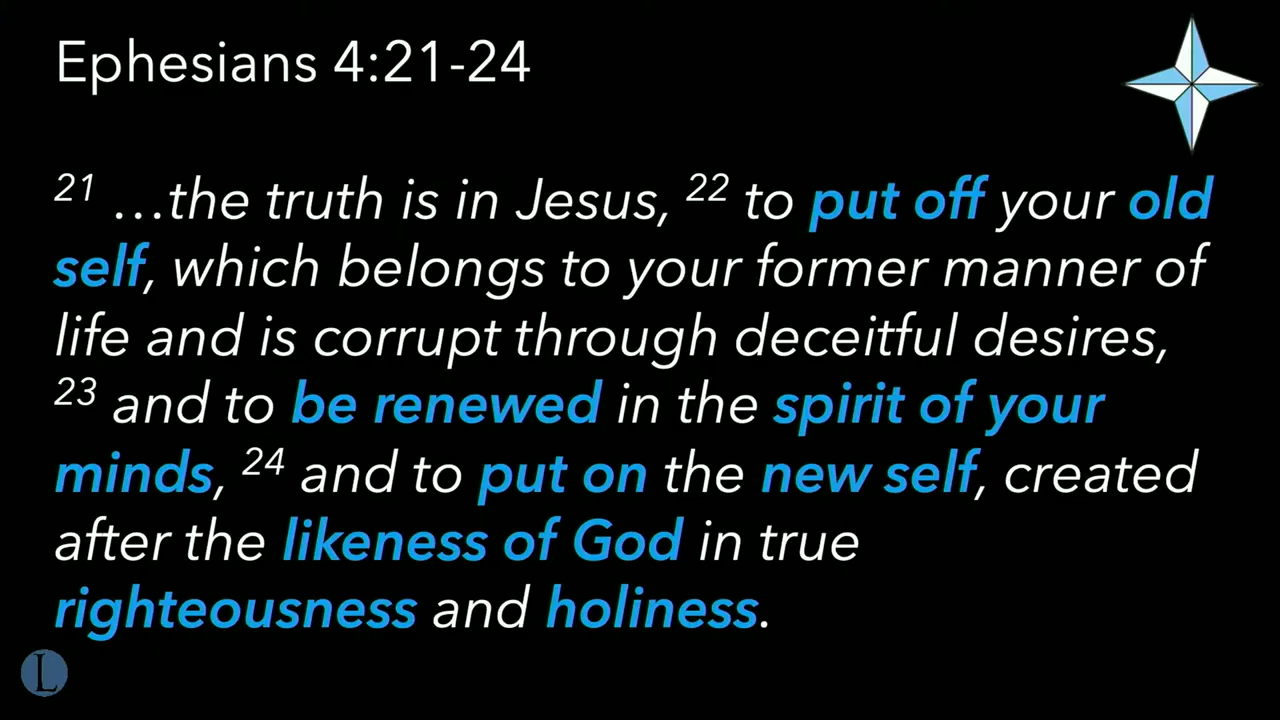 Ephesians 4:21-24
21 …the truth is in Jesus, 22 to put off your old
self, which belongs to your former manner of
life and is corrupt through deceitful desires,
23 and to be renewed in the spirit of your
minds, 24 and to put on the new self, created
after the likeness of God in true
righteousness and holiness.
L